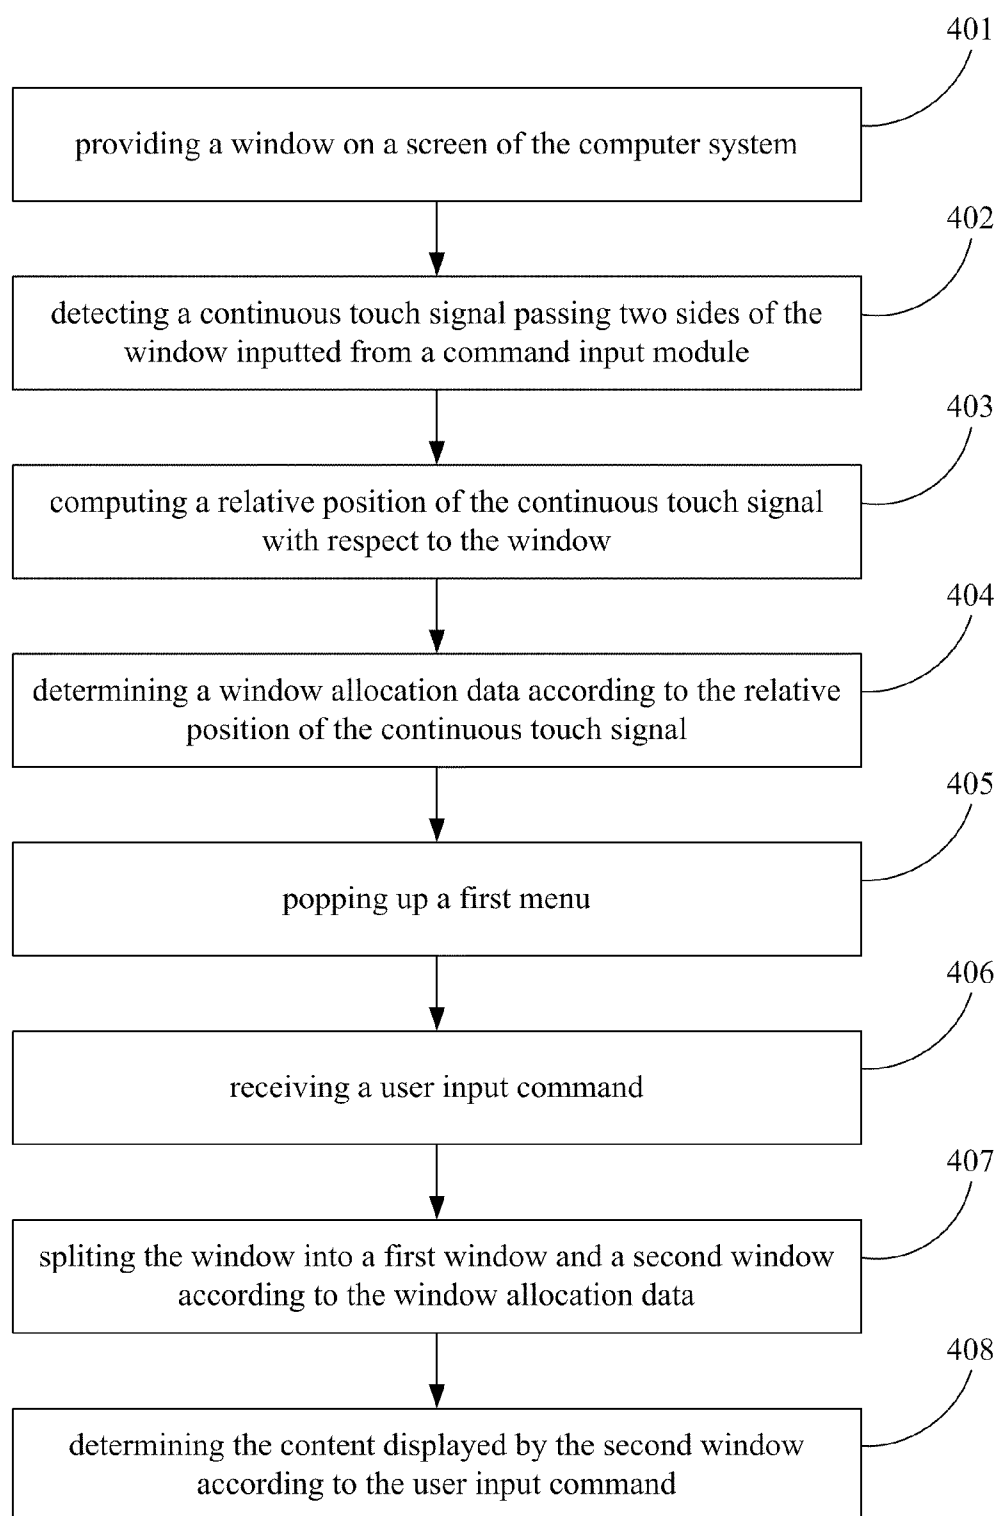 401
providing a window on a screen of the computer system
402
detecting a continuous touch signal passing two sides of the
window inputted from a command input module
403
computing a relative position of the continuous touch signal
with respect to the window
404
determining a window allocation data according to the relative
position of the continuous touch signal
405
popping up a first menu
406
receiving a user input command
407
spliting the window into a first window and a second window
according to the window allocation data
408
determining the content displayed by the second window
according to the user input command